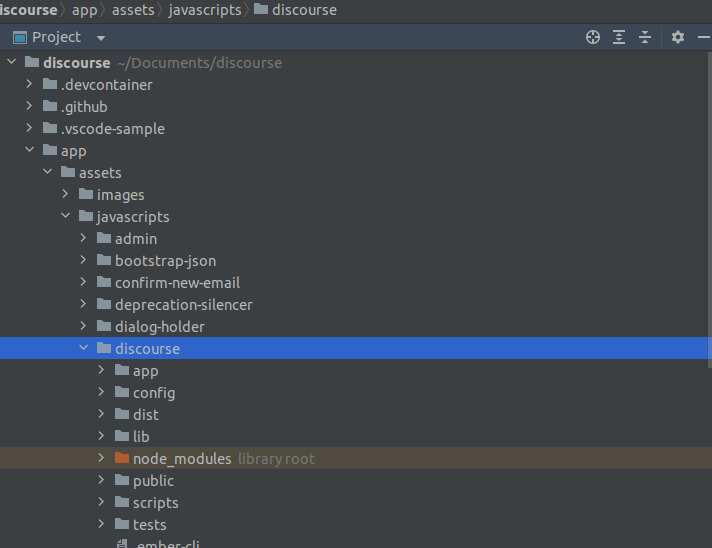 iscourse app assets javascripts discourse
Project
discourse ~/Documents/discourse
.devcontainer
.github
.vscode-sample
app
assets
images
javascripts
admin
bootstrap-json
confirm-new-email
deprecation-silencer
dialog-holder
discourse
app
config
dist
lib
node_modules library root
public
scripts
tests
.ember-cli